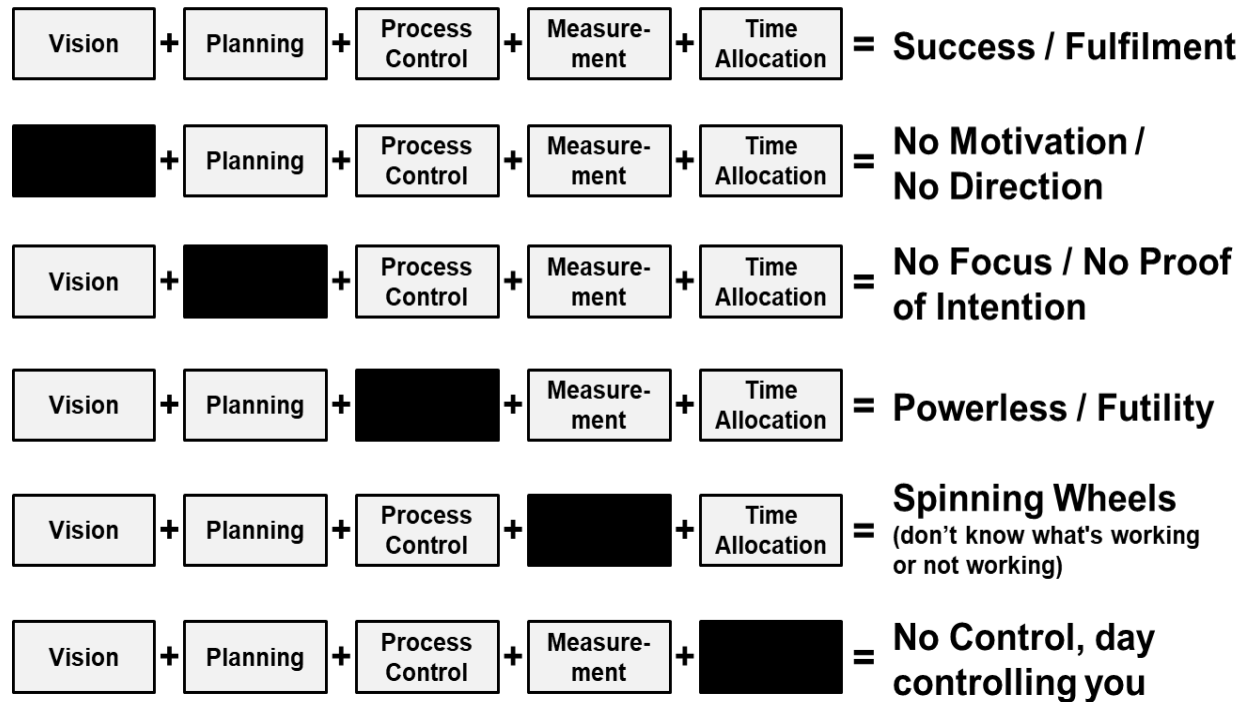 Vision + Planning + Process Control + Measure-ment + Time Allocation = Success / Fulfilment
+ Planning + Process Control + Measure-ment + Time Allocation = No Motivation / No Direction
Vision + + Process Control + Measure-ment + Time Allocation = No Focus / No Proof of Intention
Vision + Planning + + Measure-ment + Time Allocation = Powerless / Futility
Vision + Planning + Process Control + + Time Allocation = Spinning Wheels
(don’t know what's working
or not working)
Vision + Planning + Process Control + Measure-ment + = No Control, day controlling you